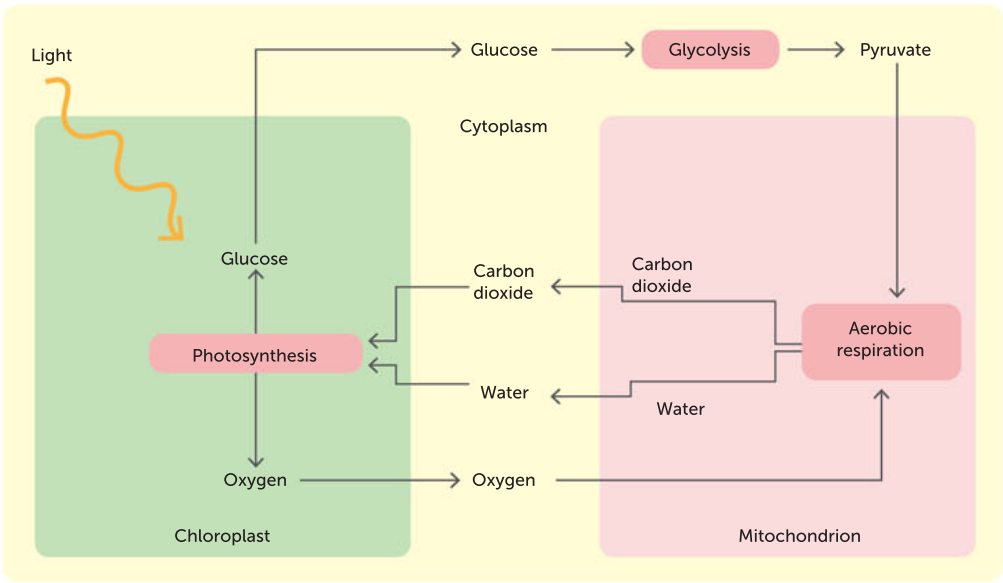 Light
Glucose
Glycolysis
Pyruvate
Cytoplasm
Glucose
Carbon
dioxide
Carbon
dioxide
Photosynthesis
Aerobic
respiration
Water
Water
Oxygen
Oxygen
Chloroplast
Mitochondrion